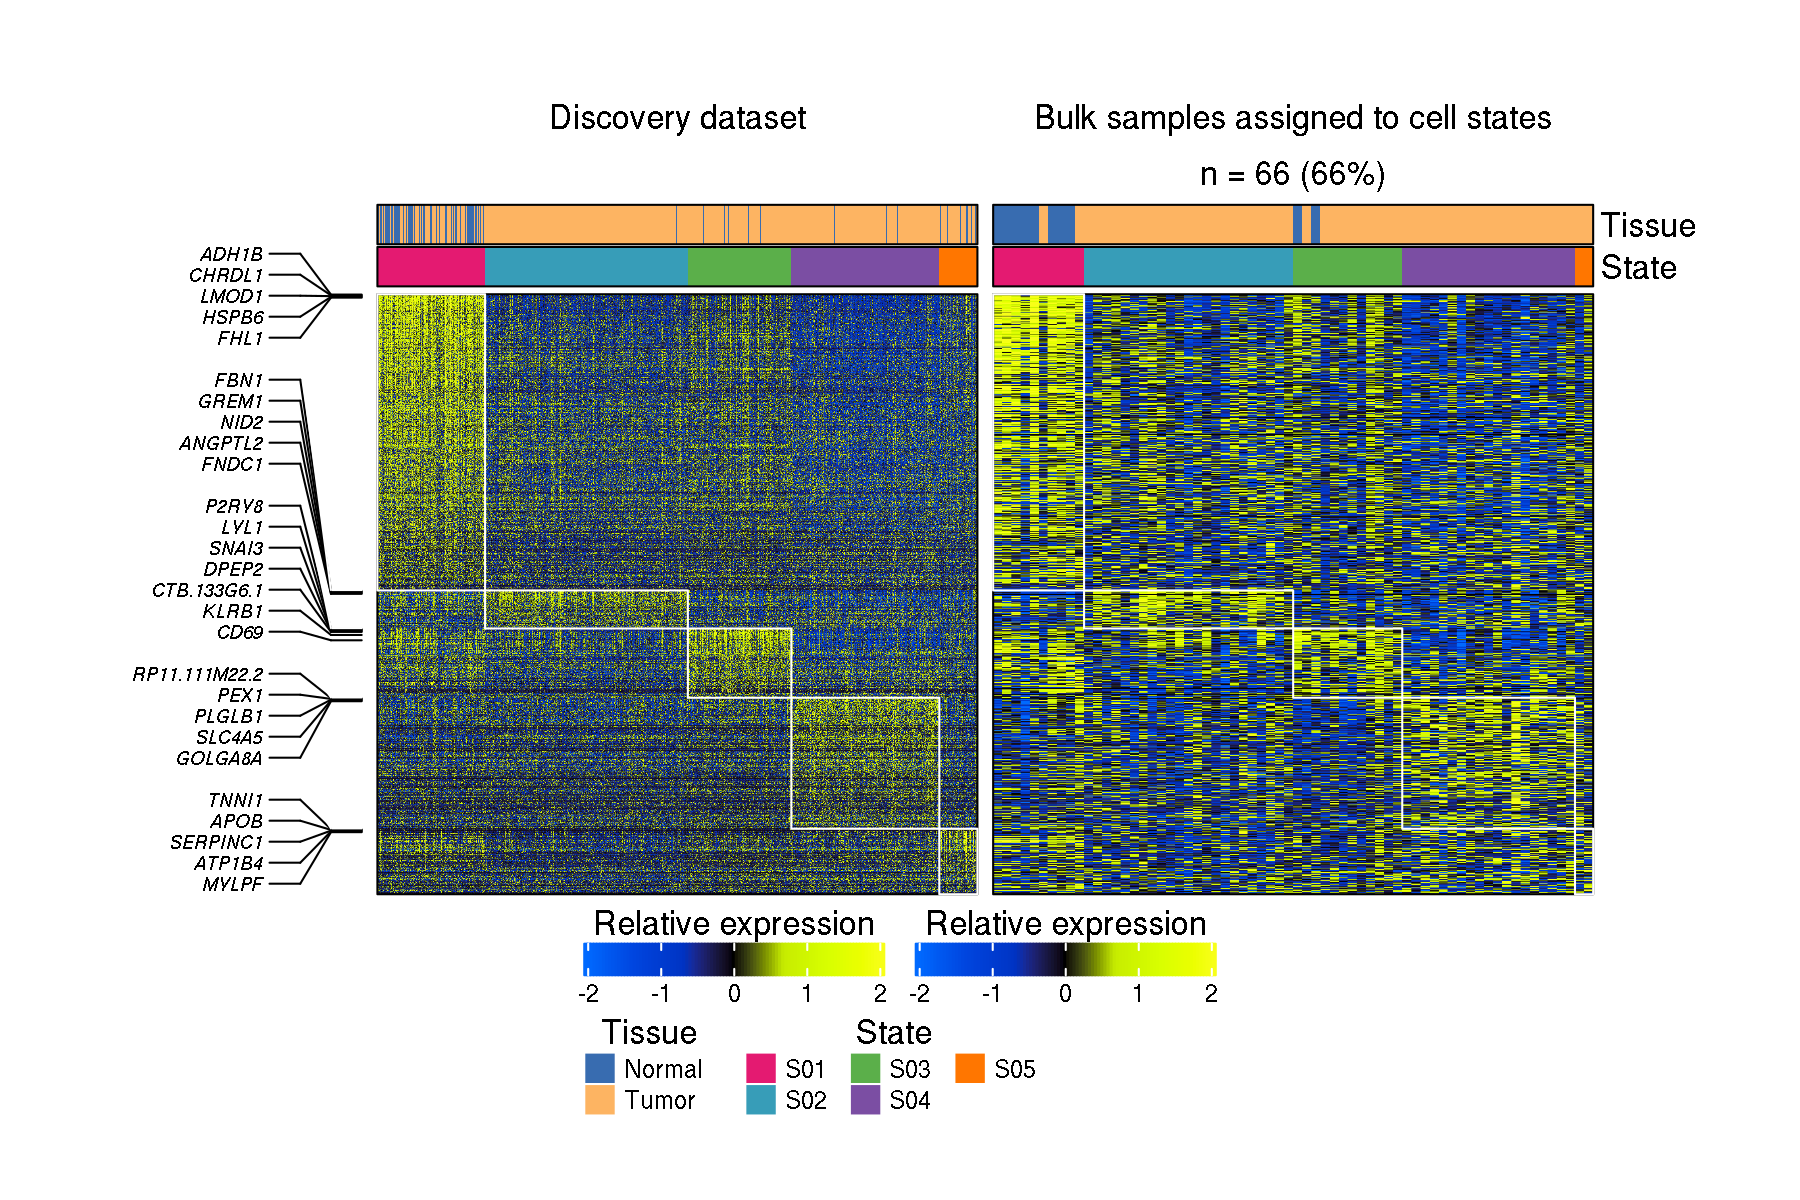 Discovery dataset
Bulk samples assigned to cell states
n = 66 (66%)
Tissue
State
ADH1B
CHRDL1
LMOD1
HSPB6
FHL1
FBN1
GREM1
NID2
ANGPTL2
FNDC1
P2RY8
LYL1
SNAI3
DPEP2
CTB.133G6.1
KLRB1
CD69
RP11.111M22.2
PEX1
PLGLB1
SLC4A5
GOLGA8A
TNNI1
APOB
SERPINC1
ATP1B4
MYLPF
Relative expression Relative expression
-2 -1 0 1 2 -2 -1 0 1 2
Tissue State
Normal S01 S03 S05
Tumor S02 S04